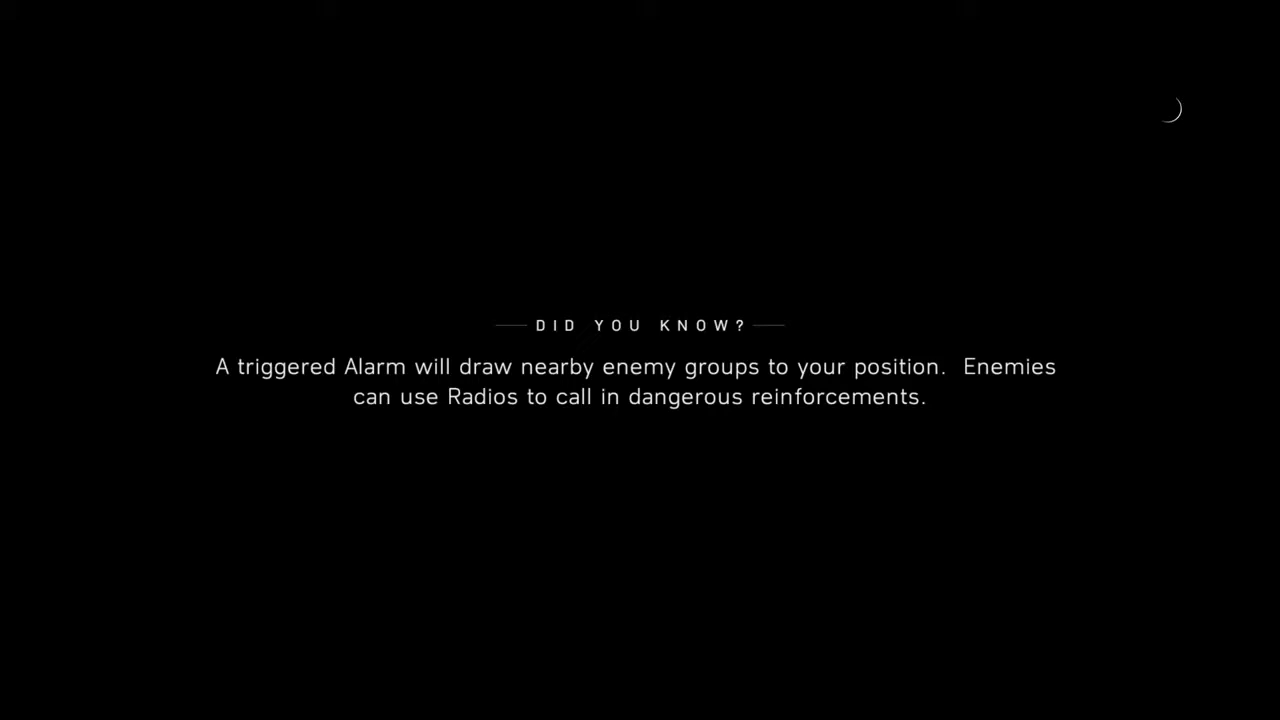 DID YOU KNOW?
A triggered Alarm will draw nearby enemy groups to your position.  Enemies
can use Radios to call in dangerous reinforcements.